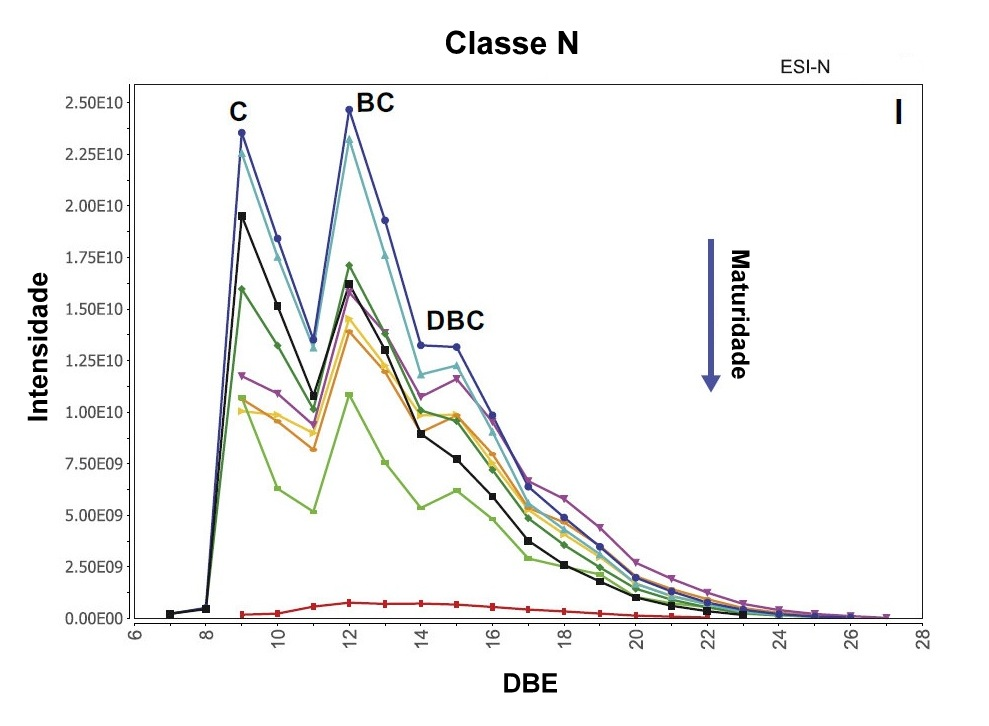 Classe N
ESI-N
I
C
BC
DBC
Maturidade
Intensidade
2.50E10
2.25E10
2.00E10
1.75E10
1.50E10
1.25E10
1.00E10
7.50E09
5.00E09
2.50E09
0.00E00
6 8 10 12 14 16 18 20 22 24 26 28
DBE